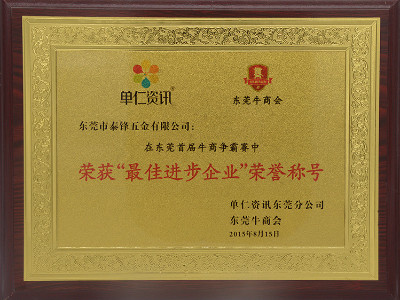 单仁资讯
东莞牛商会
东莞市泰锋五金有限公司：
在东莞首届牛商争霸赛中
荣获“最佳进步企业”荣誉称号
单仁资讯东莞分公司
东莞牛商会
2015年8月15日